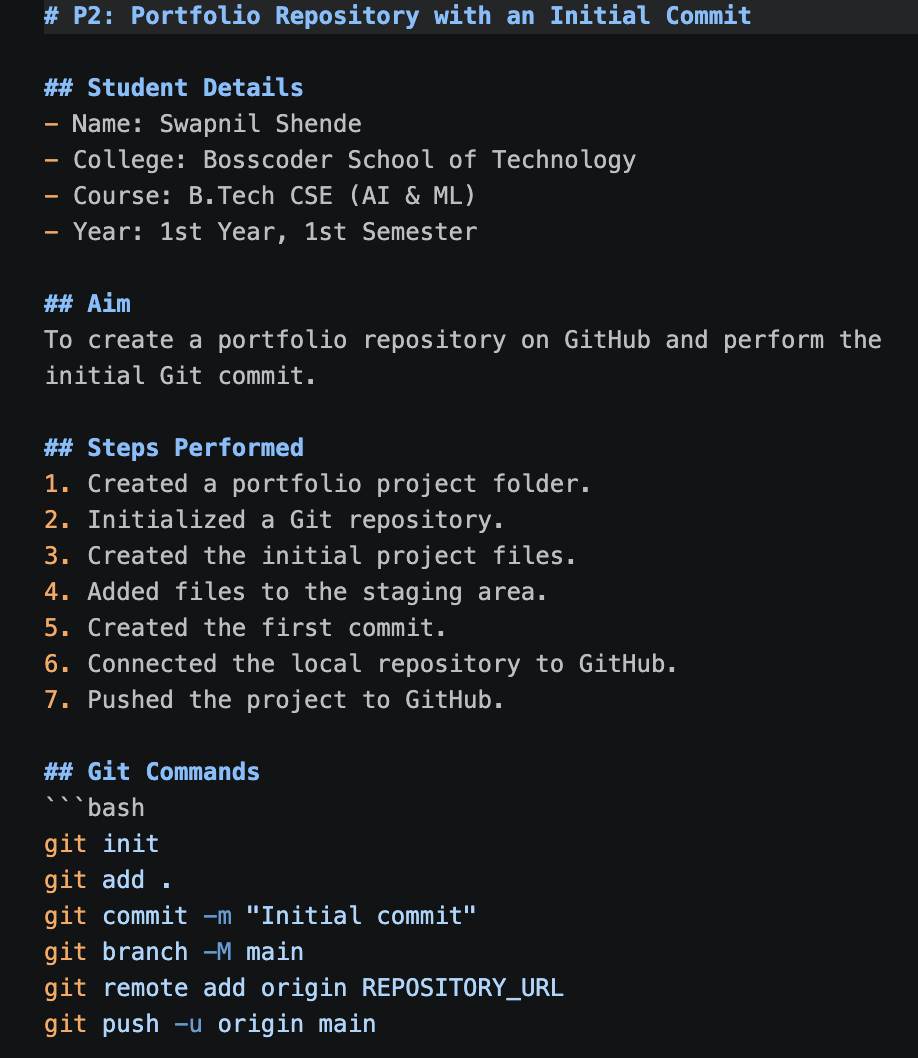 # P2: Portfolio Repository with an Initial Commit
## Student Details
- Name: Swapnil Shende
- College: Bosscoder School of Technology
- Course: B.Tech CSE (AI & ML)
- Year: 1st Year, 1st Semester
## Aim
To create a portfolio repository on GitHub and perform the
initial Git commit.
## Steps Performed
1. Created a portfolio project folder.
2. Initialized a Git repository.
3. Created the initial project files.
4. Added files to the staging area.
5. Created the first commit.
6. Connected the local repository to GitHub.
7. Pushed the project to GitHub.
## Git Commands
```bash
git init
git add .
git commit -m "Initial commit"
git branch -M main
git remote add origin REPOSITORY_URL
git push -u origin main